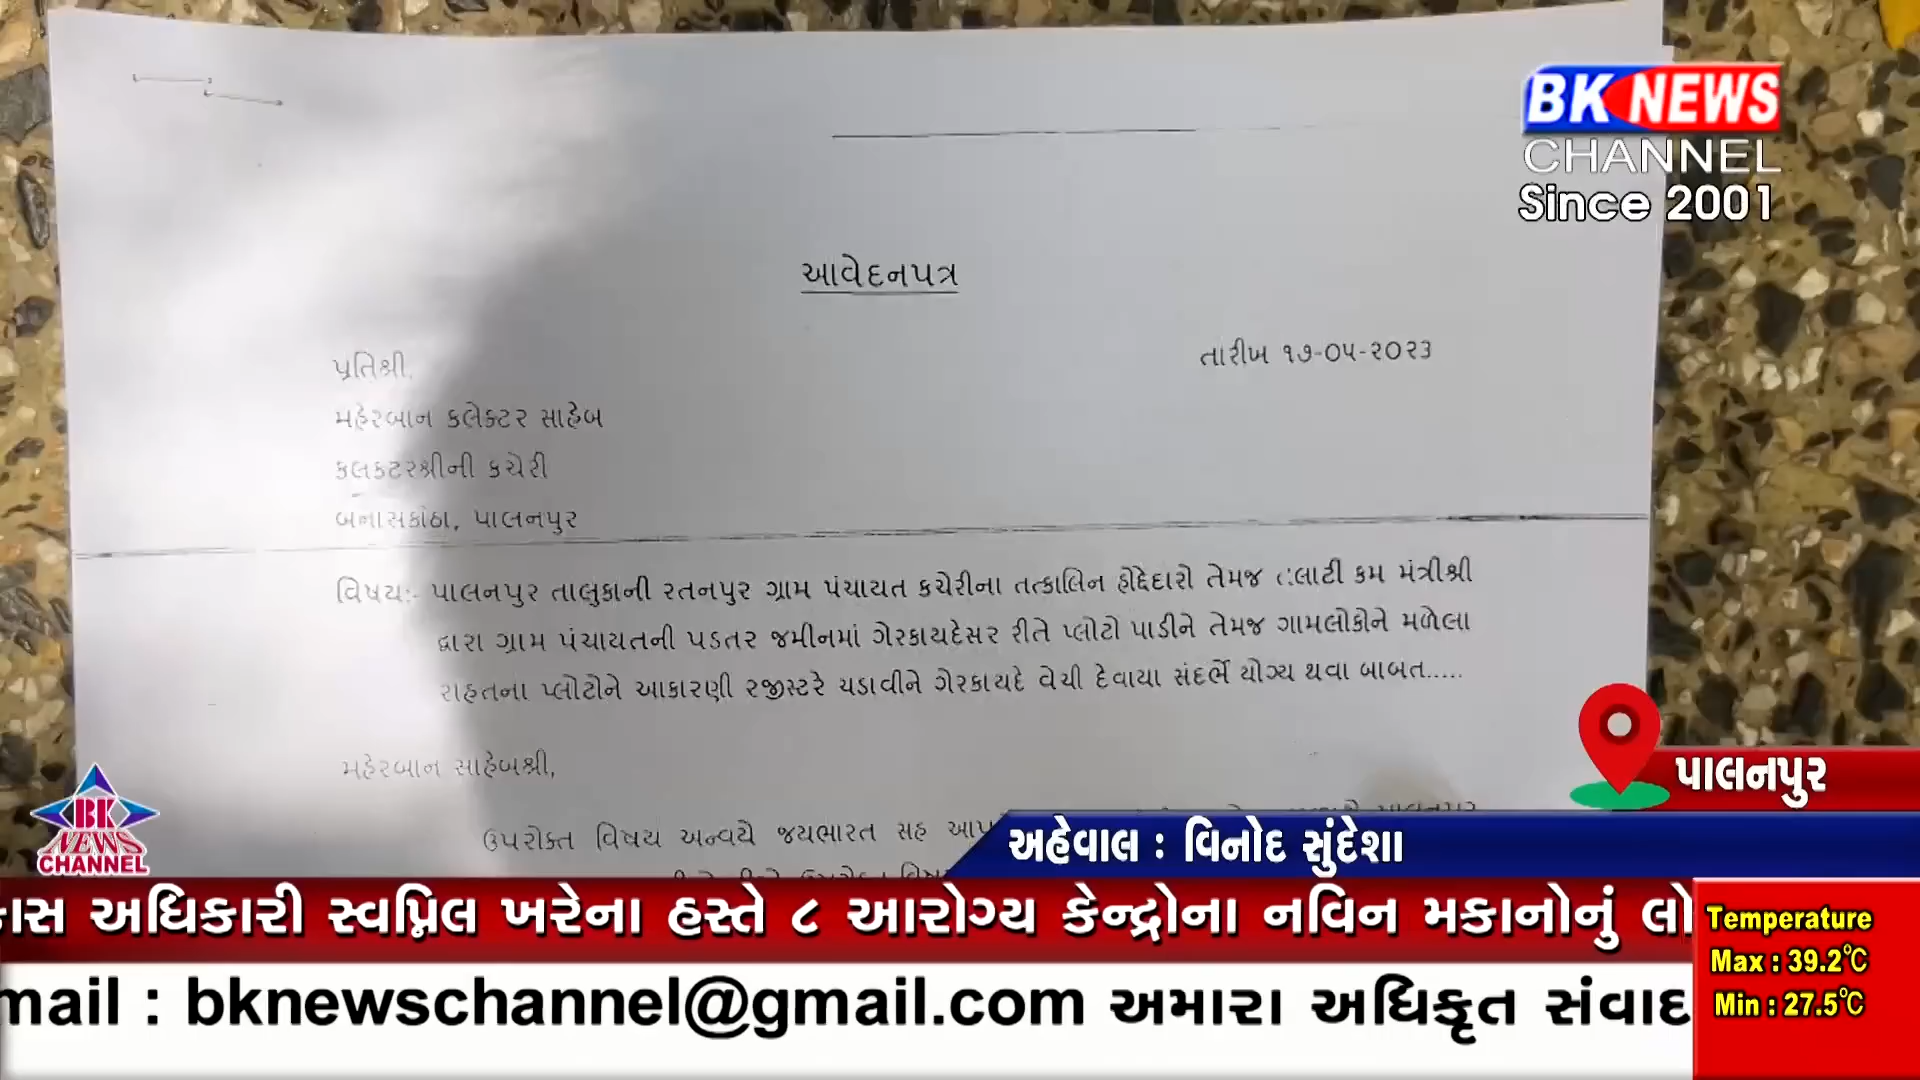 BK NEWS
CHANNEL
Since 2001
આવેદનપત્ર
તારીખ ૧૭-૦૫-૨૦૨૩
પ્રતિશ્રી,
મહેરબાન કલેક્ટર સાહેબ
કલકટરશ્રીની કચેરી
બનાસકાંઠા, પાલનપુર
વિષય:- પાલનપુર તાલુકાની રતનપુર ગ્રામ પંચાયત કચેરીના તત્કાલિન હોદ્દેદારો તેમજ તલાટી કમ મંત્રીશ્રી
દ્વારા ગ્રામ પંચાયતની પડતર જમીનમાં ગેરકાયદેસર રીતે પ્લોટો પાડીને તેમજ ગામલોકોને મળેલા
રાહતના પ્લોટોને આકારણી રજીસ્ટરે ચડાવીને ગેરકાયદે વેચી દેવાયા સંદર્ભે યોગ્ય થવા બાબત.....
મહેરબાન સાહેબશ્રી,
ઉપરોક્ત વિષય અન્વયે જયભારત સહ
પાલનપુર
અહેવાલ : વિનોદ સુંદેશા
BK
NEWS
CHANNEL
કાસ અધિકારી સ્વપ્નિલ ખરેના હસ્તે ૮ આરોગ્ય કેન્દ્રોના નવિન મકાનોનું લો
mail : bknewschannel@gmail.com અમારા અધિકૃત સંવાદ
Temperature
Max : 39.2°C
Min : 27.5°C